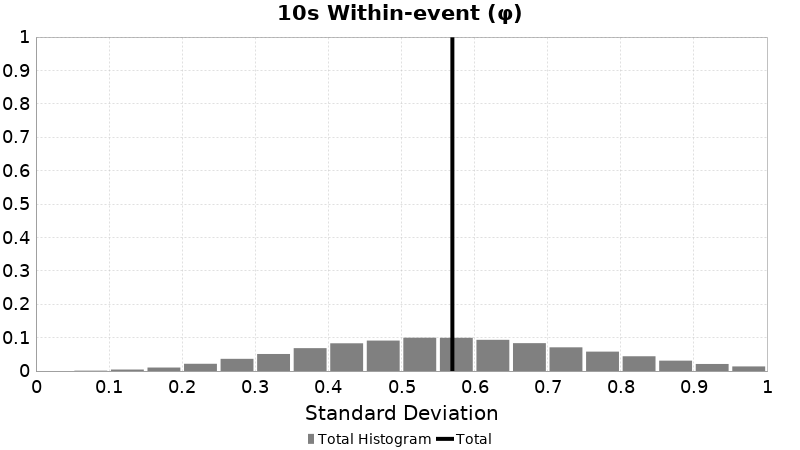 10s Within-event (φ)
1
0.9
0.8
0.7
0.6
0.5
0.4
0.3
0.2
0.1
0
0 0.1 0.2 0.3 0.4 0.5 0.6 0.7 0.8 0.9 1
Standard Deviation
Total Histogram Total